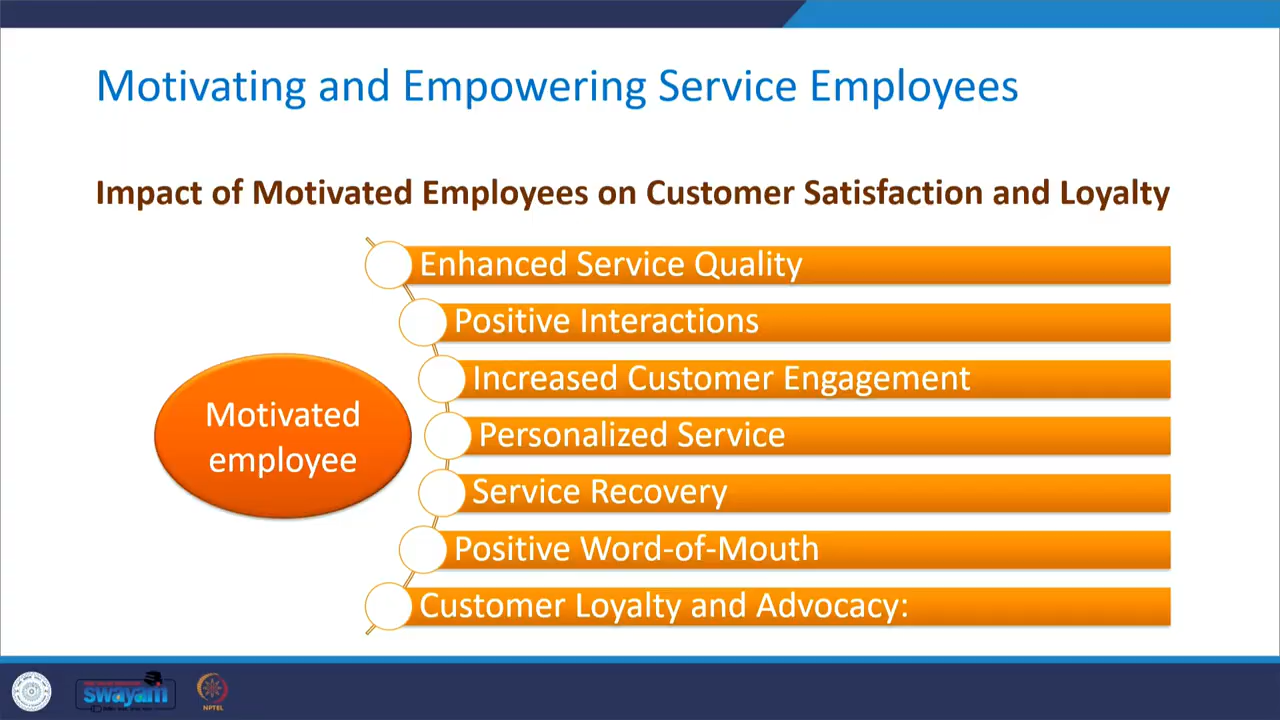 Motivating and Empowering Service Employees
Impact of Motivated Employees on Customer Satisfaction and Loyalty
Motivated
employee
Enhanced Service Quality
Positive Interactions
Increased Customer Engagement
Personalized Service
Service Recovery
Positive Word-of-Mouth
Customer Loyalty and Advocacy:
swayam
NPTEL